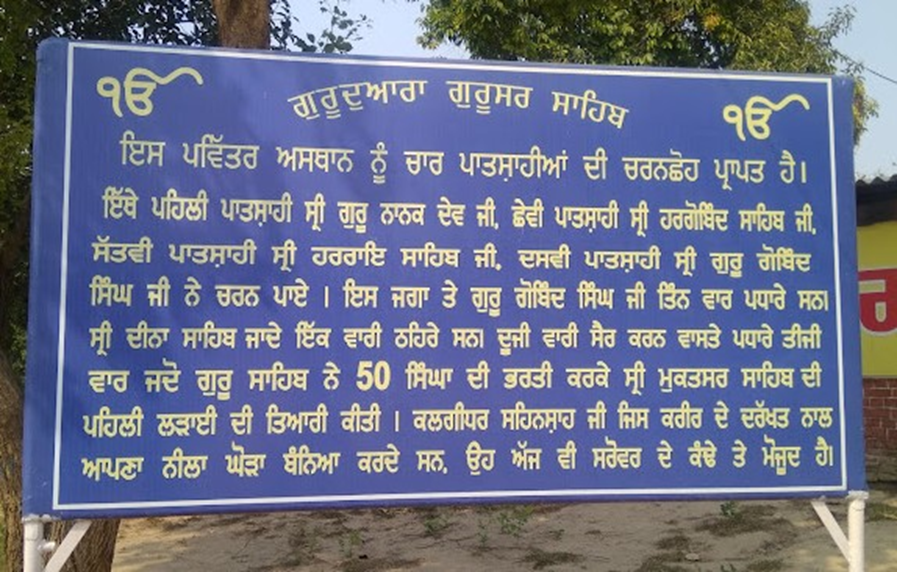 ੴ ਗੁਰੂਦੁਆਰਾ ਗੁਰੂਸਰ ਸਾਹਿਬ ੴ
ਇਸ ਪਵਿੱਤਰ ਅਸਥਾਨ ਨੂੰ ਚਾਰ ਪਾਤਸ਼ਾਹੀਆਂ ਦੀ ਚਰਨਛੋਹ ਪ੍ਰਾਪਤ ਹੈ।
ਇੱਥੇ ਪਹਿਲੀ ਪਾਤਸ਼ਾਹੀ ਸ੍ਰੀ ਗੁਰੂ ਨਾਨਕ ਦੇਵ ਜੀ, ਛੇਵੀ ਪਾਤਸ਼ਾਹੀ ਸ੍ਰੀ ਹਰਗੋਬਿੰਦ ਸਾਹਿਬ ਜੀ,
ਸੱਤਵੀ ਪਾਤਸ਼ਾਹੀ ਸ੍ਰੀ ਹਰਰਾਇ ਸਾਹਿਬ ਜੀ, ਦਸਵੀ ਪਾਤਸ਼ਾਹੀ ਸ੍ਰੀ ਗੁਰੂ ਗੋਬਿੰਦ
ਸਿੰਘ ਜੀ ਨੇ ਚਰਨ ਪਾਏ । ਇਸ ਜਗਾ ਤੇ ਗੁਰੂ ਗੋਬਿੰਦ ਸਿੰਘ ਜੀ ਤਿੰਨ ਵਾਰ ਪਧਾਰੇ ਸਨ।
ਸ੍ਰੀ ਦੀਨਾ ਸਾਹਿਬ ਜਾਦੇ ਇੱਕ ਵਾਰੀ ਠਹਿਰੇ ਸਨ। ਦੂਜੀ ਵਾਰੀ ਸੈਰ ਕਰਨ ਵਾਸਤੇ ਪਧਾਰੇ ਤੀਜੀ
ਵਾਰ ਜਦੋ ਗੁਰੂ ਸਾਹਿਬ ਨੇ 50 ਸਿੰਘਾ ਦੀ ਭਰਤੀ ਕਰਕੇ ਸ੍ਰੀ ਮੁਕਤਸਰ ਸਾਹਿਬ ਦੀ
ਪਹਿਲੀ ਲੜਾਈ ਦੀ ਤਿਆਰੀ ਕੀਤੀ । ਕਲਗੀਧਰ ਸਹਿਨਸ਼ਾਹ ਜੀ ਜਿਸ ਕਰੀਰ ਦੇ ਦਰੱਖਤ ਨਾਲ
ਆਪਣਾ ਨੀਲਾ ਘੋੜਾ ਬੰਨਿਆ ਕਰਦੇ ਸਨ, ਉਹ ਅੱਜ ਵੀ ਸਰੋਵਰ ਦੇ ਕੰਢੇ ਤੇ ਮੌਜੂਦ ਹੈ।